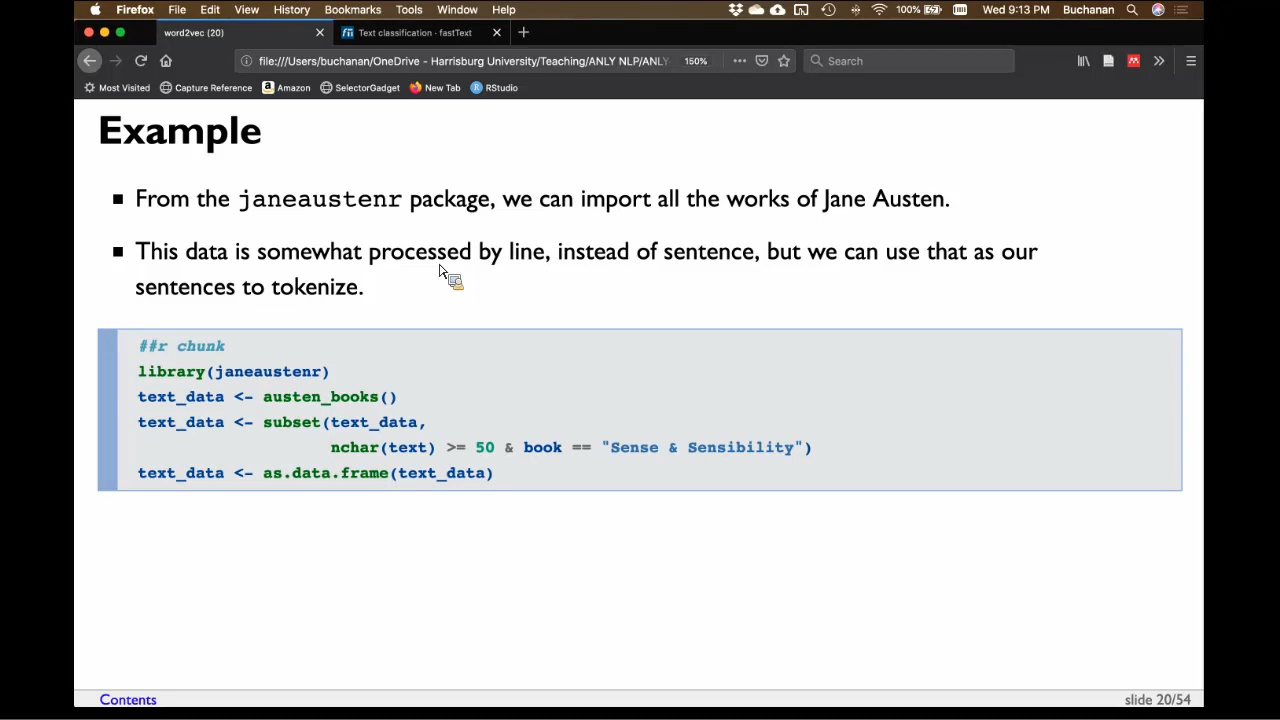 Firefox File Edit View History Bookmarks Tools Window Help 100% Wed 9:13 PM Buchanan
word2vec (20) Text classification · fastText
file:///Users/buchanan/OneDrive - Harrisburg University/Teaching/ANLY NLP/ANLY 150% Search
Most Visited Capture Reference Amazon SelectorGadget New Tab RStudio
Example
From the janeaustenr package, we can import all the works of Jane Austen.
This data is somewhat processed by line, instead of sentence, but we can use that as our
sentences to tokenize.
##r chunk
library(janeaustenr)
text_data <- austen_books()
text_data <- subset(text_data,
nchar(text) >= 50 & book == "Sense & Sensibility")
text_data <- as.data.frame(text_data)
Contents slide 20/54